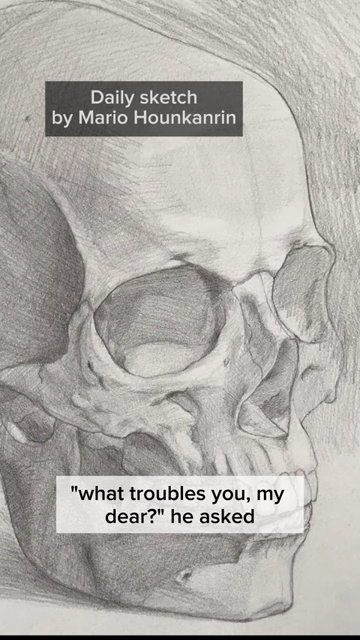 Daily sketch
by Mario Hounkanrin
"what troubles you, my
dear?" he asked